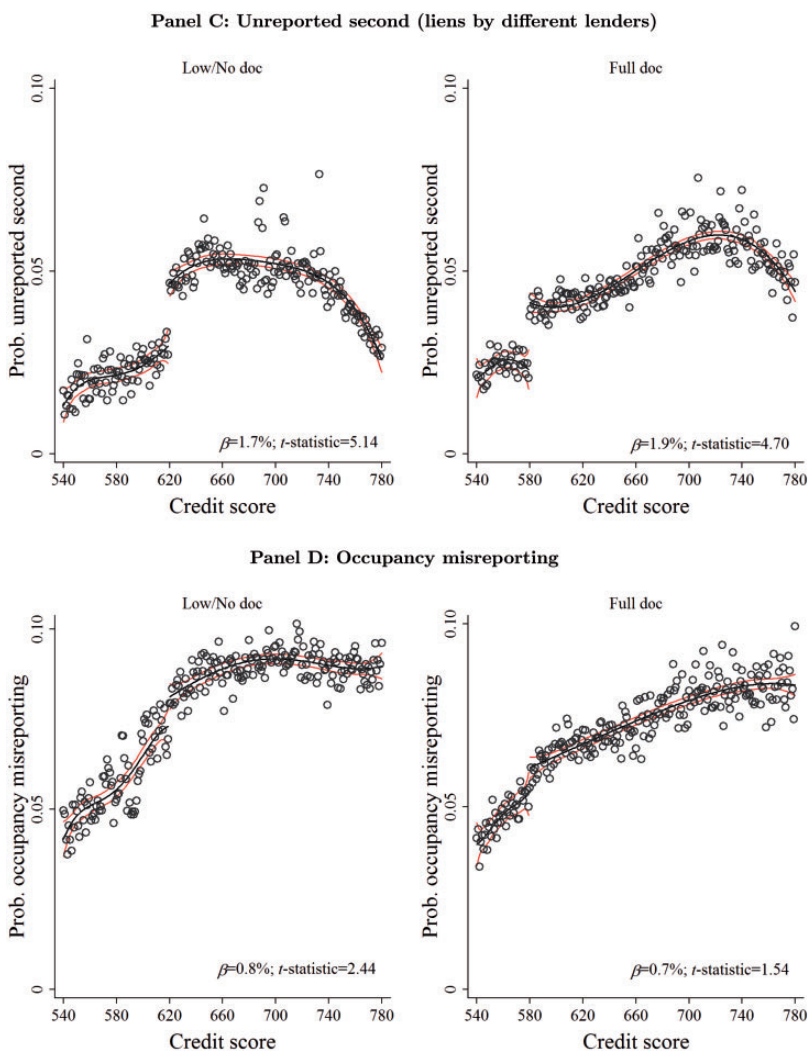 Panel C: Unreported second (liens by different lenders)
Low/No doc
Prob. unreported second
0.10
0.05
0
β=1.7%; t-statistic=5.14
540 580 620 660 700 740 780
Credit score
Full doc
Prob. unreported second
0.10
0.05
0
β=1.9%; t-statistic=4.70
540 580 620 660 700 740 780
Credit score
Panel D: Occupancy misreporting
Low/No doc
Prob. occupancy misreporting
0.10
0.05
0
β=0.8%; t-statistic=2.44
540 580 620 660 700 740 780
Credit score
Full doc
Prob. occupancy misreporting
0.10
0.05
0
β=0.7%; t-statistic=1.54
540 580 620 660 700 740 780
Credit score